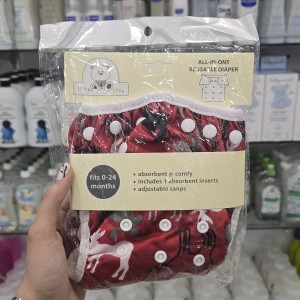 ALL-IN-ONE
REUSABLE DIAPER
fits 0-24
months
• absorbent & comfy
• includes 1 absorbent inserts
• adjustable sanps